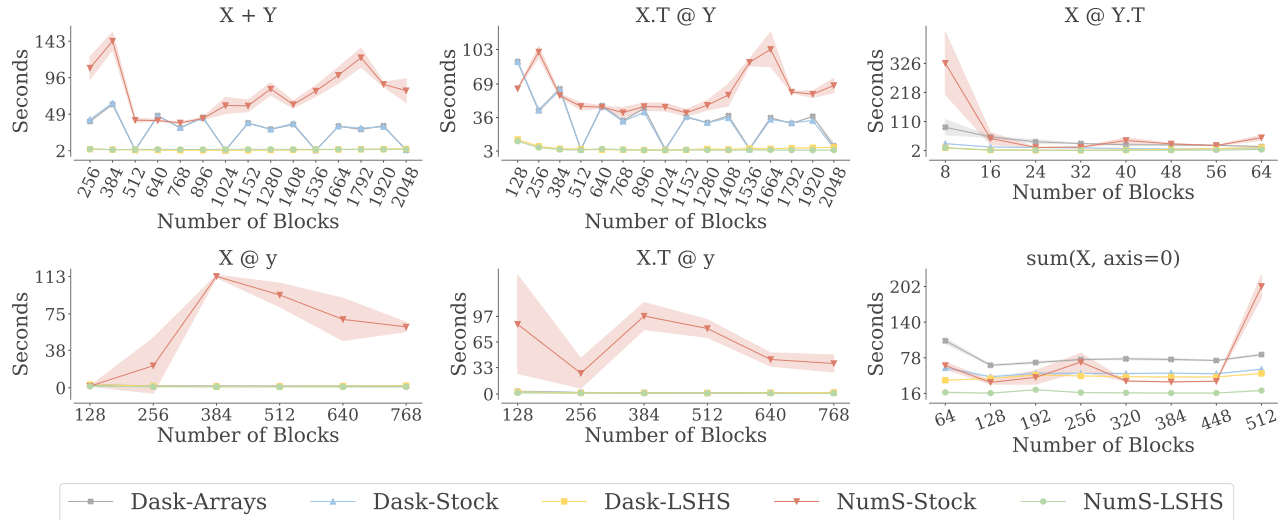 X + Y
Seconds
143
96
49
2
256 384 512 640 768 896 1024 1152 1280 1408 1536 1664 1792 1920 2048
Number of Blocks
X.T @ Y
Seconds
103
69
36
3
128 256 384 512 640 768 896 1024 1152 1280 1408 1536 1664 1792 1920 2048
Number of Blocks
X @ Y.T
Seconds
326
218
110
2
8 16 24 32 40 48 56 64
Number of Blocks
X @ y
Seconds
113
75
38
0
128 256 384 512 640 768
Number of Blocks
X.T @ y
Seconds
97
65
33
0
128 256 384 512 640 768
Number of Blocks
sum(X, axis=0)
Seconds
202
140
78
16
64 128 192 256 320 384 448 512
Number of Blocks
Dask-Arrays Dask-Stock Dask-LSHS NumS-Stock NumS-LSHS